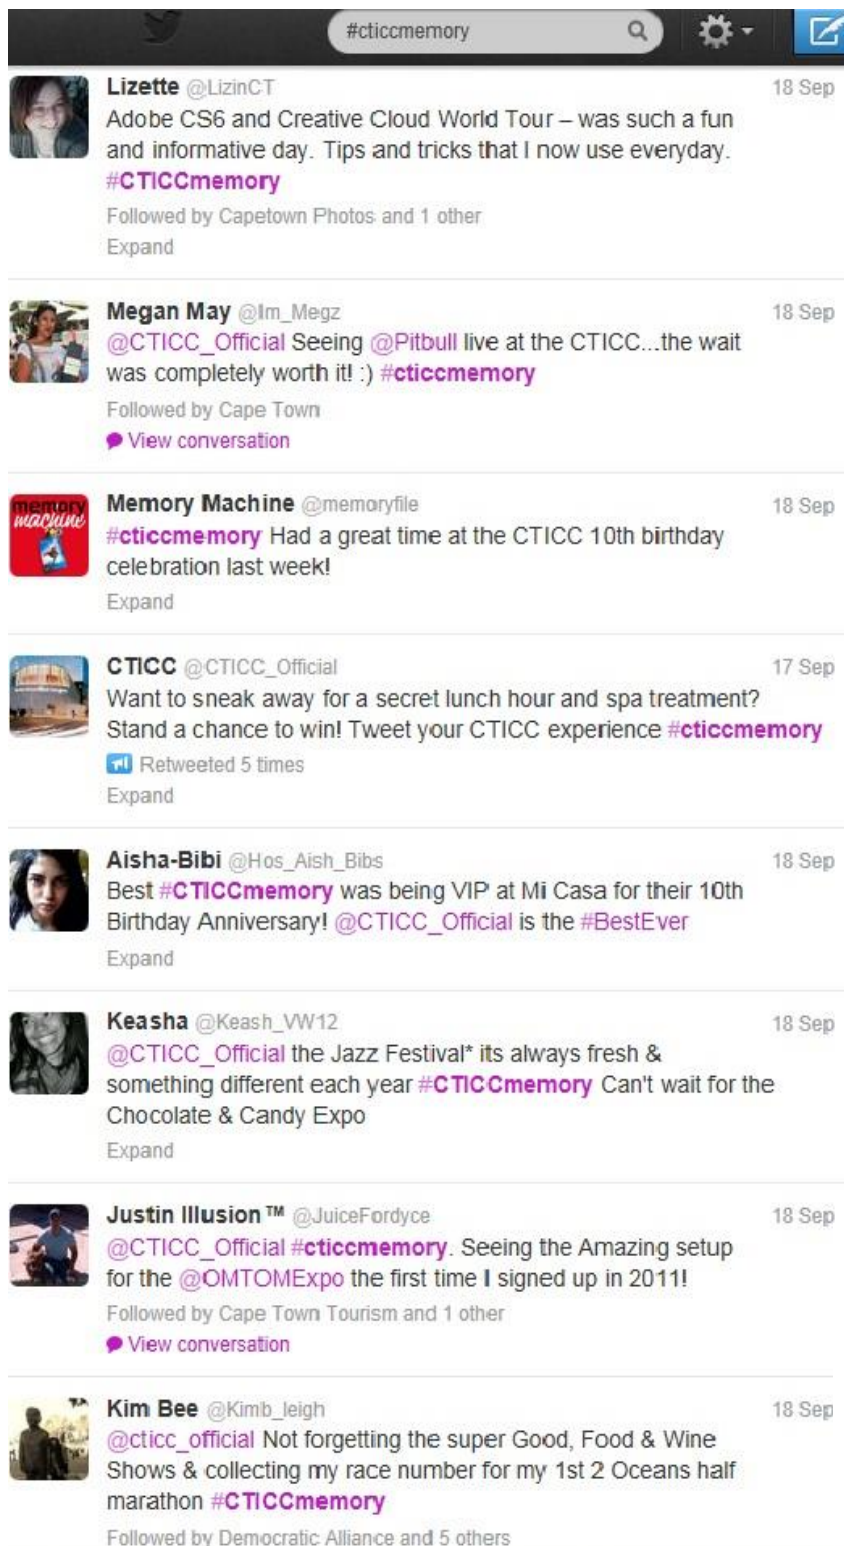 #cticcmemory
Lizette @LizinCT 18 Sep
Adobe CS6 and Creative Cloud World Tour – was such a fun
and informative day. Tips and tricks that I now use everyday.
#CTICCmemory
Followed by Capetown Photos and 1 other
Expand
Megan May @Im_Megz 18 Sep
@CTICC_Official Seeing @Pitbull live at the CTICC...the wait
was completely worth it! :) #cticcmemory
Followed by Cape Town
View conversation
memory
machine
Memory Machine @memoryfile 18 Sep
#cticcmemory Had a great time at the CTICC 10th birthday
celebration last week!
Expand
CTICC @CTICC_Official 17 Sep
Want to sneak away for a secret lunch hour and spa treatment?
Stand a chance to win! Tweet your CTICC experience #cticcmemory
Retweeted 5 times
Expand
Aisha-Bibi @Hos_Aish_Bibs 18 Sep
Best #CTICCmemory was being VIP at Mi Casa for their 10th
Birthday Anniversary! @CTICC_Official is the #BestEver
Expand
Keasha @Keash_VW12 18 Sep
@CTICC_Official the Jazz Festival* its always fresh &
something different each year #CTICCmemory Can't wait for the
Chocolate & Candy Expo
Expand
Justin Illusion™ @JuiceFordyce 18 Sep
@CTICC_Official #cticcmemory. Seeing the Amazing setup
for the @OMTOMExpo the first time I signed up in 2011!
Followed by Cape Town Tourism and 1 other
View conversation
Kim Bee @Kimb_leigh 18 Sep
@cticc_official Not forgetting the super Good, Food & Wine
Shows & collecting my race number for my 1st 2 Oceans half
marathon #CTICCmemory
Followed by Democratic Alliance and 5 others